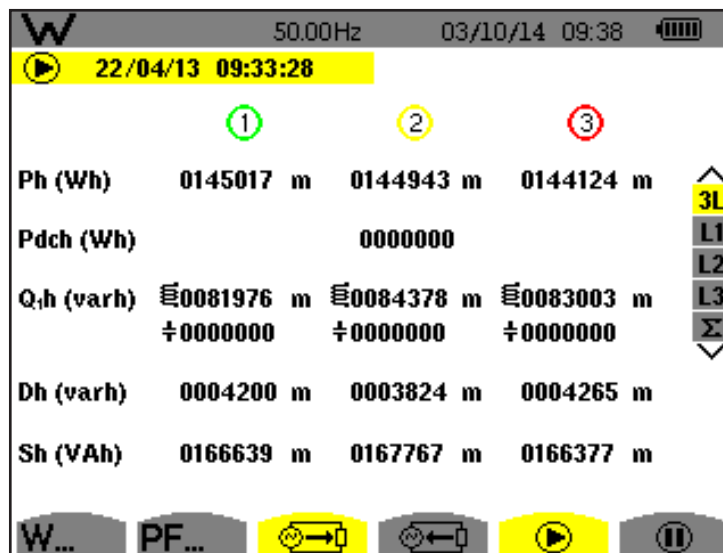 W 50.00Hz 03/10/14 09:38
22/04/13 09:33:28
1 2 3
Ph (Wh) 0145017 m 0144943 m 0144124 m
3L
Pdch (Wh) 0000000
L1
L2
Q₁h (varh) 0081976 m 0084378 m 0083003 m
L3
0000000 0000000 0000000
Σ
Dh (varh) 0004200 m 0003824 m 0004265 m
Sh (VAh) 0166639 m 0167767 m 0166377 m
W... PF...